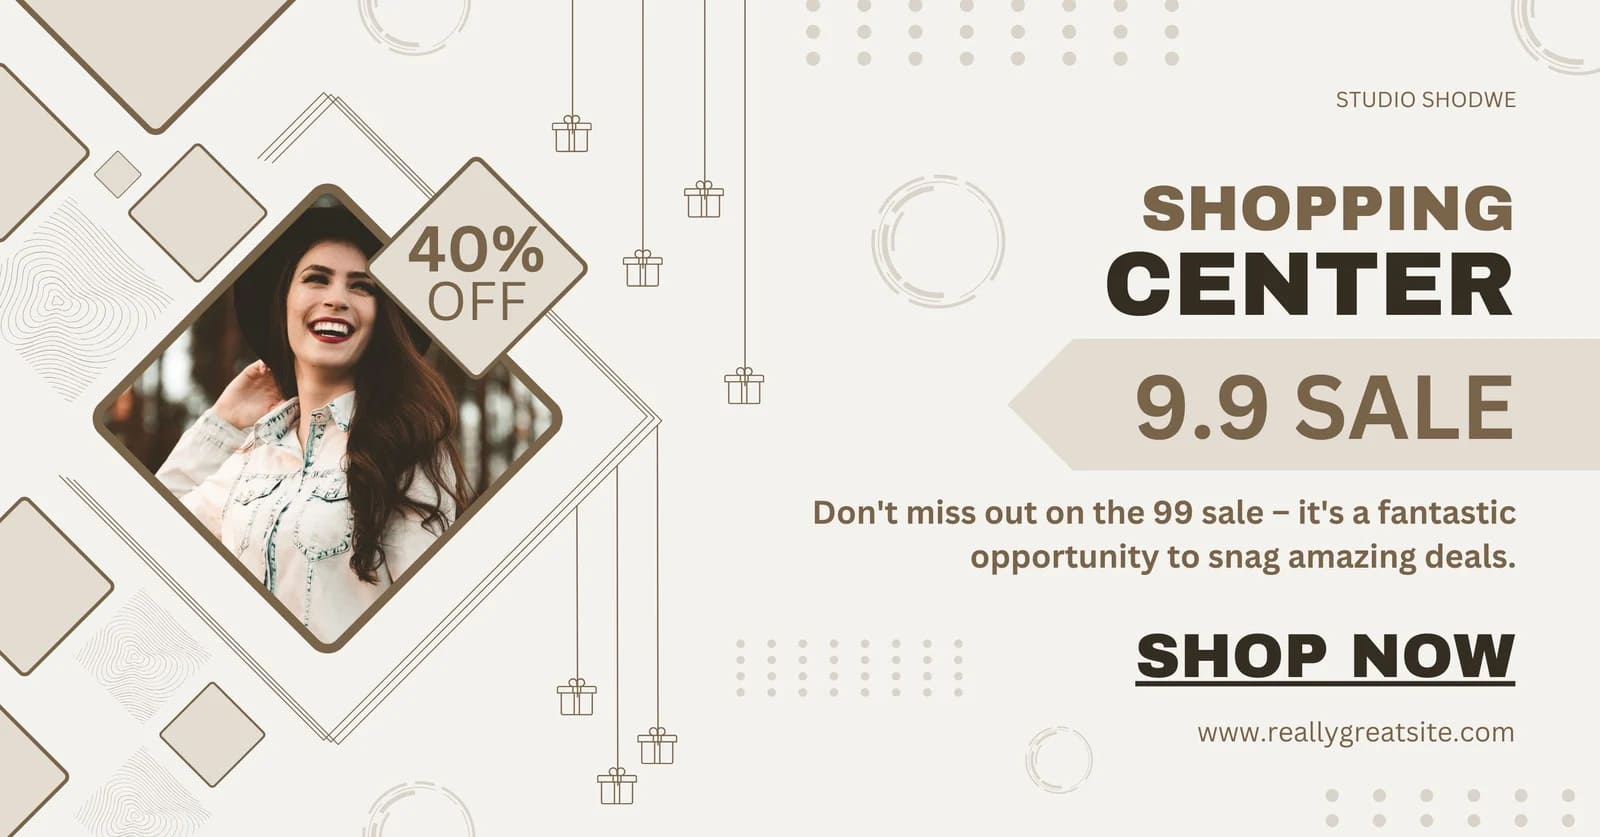 STUDIO SHODWE
40%
OFF
SHOPPING
CENTER
9.9 SALE
Don't miss out on the 99 sale – it's a fantastic
opportunity to snag amazing deals.
SHOP NOW
www.reallygreatsite.com